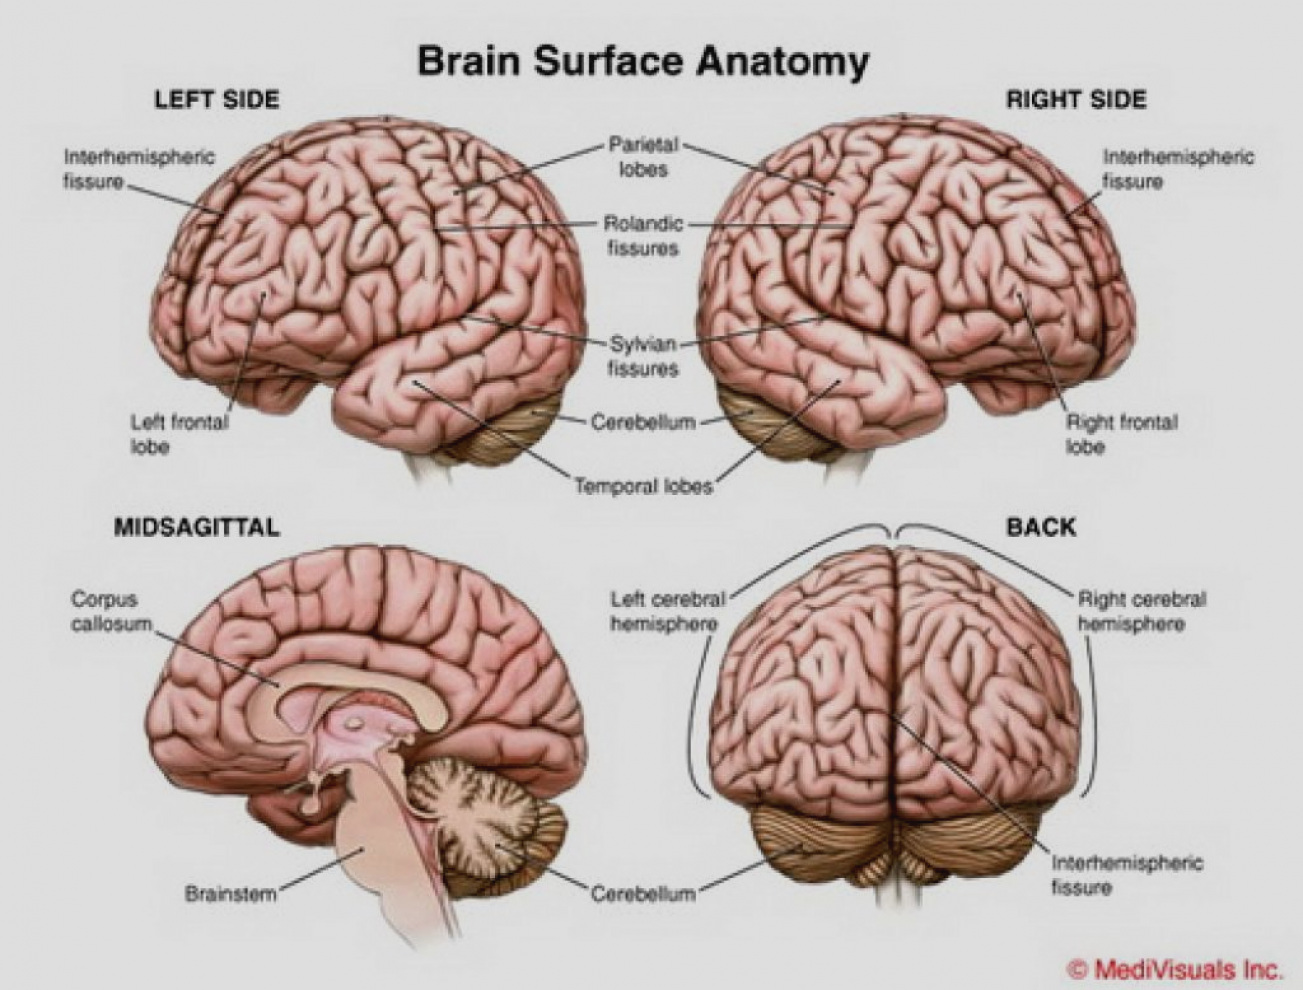 Brain Surface Anatomy
LEFT SIDE
RIGHT SIDE
Interhemispheric
fissure
Parietal
lobes
Interhemispheric
fissure
Rolandic
fissures
Sylvian
fissures
Left frontal
lobe
Cerebellum
Right frontal
lobe
Temporal lobes
MIDSAGITTAL
BACK
Corpus
callosum
Left cerebral
hemisphere
Right cerebral
hemisphere
Brainstem
Cerebellum
Interhemispheric
fissure
© MediVisuals Inc.